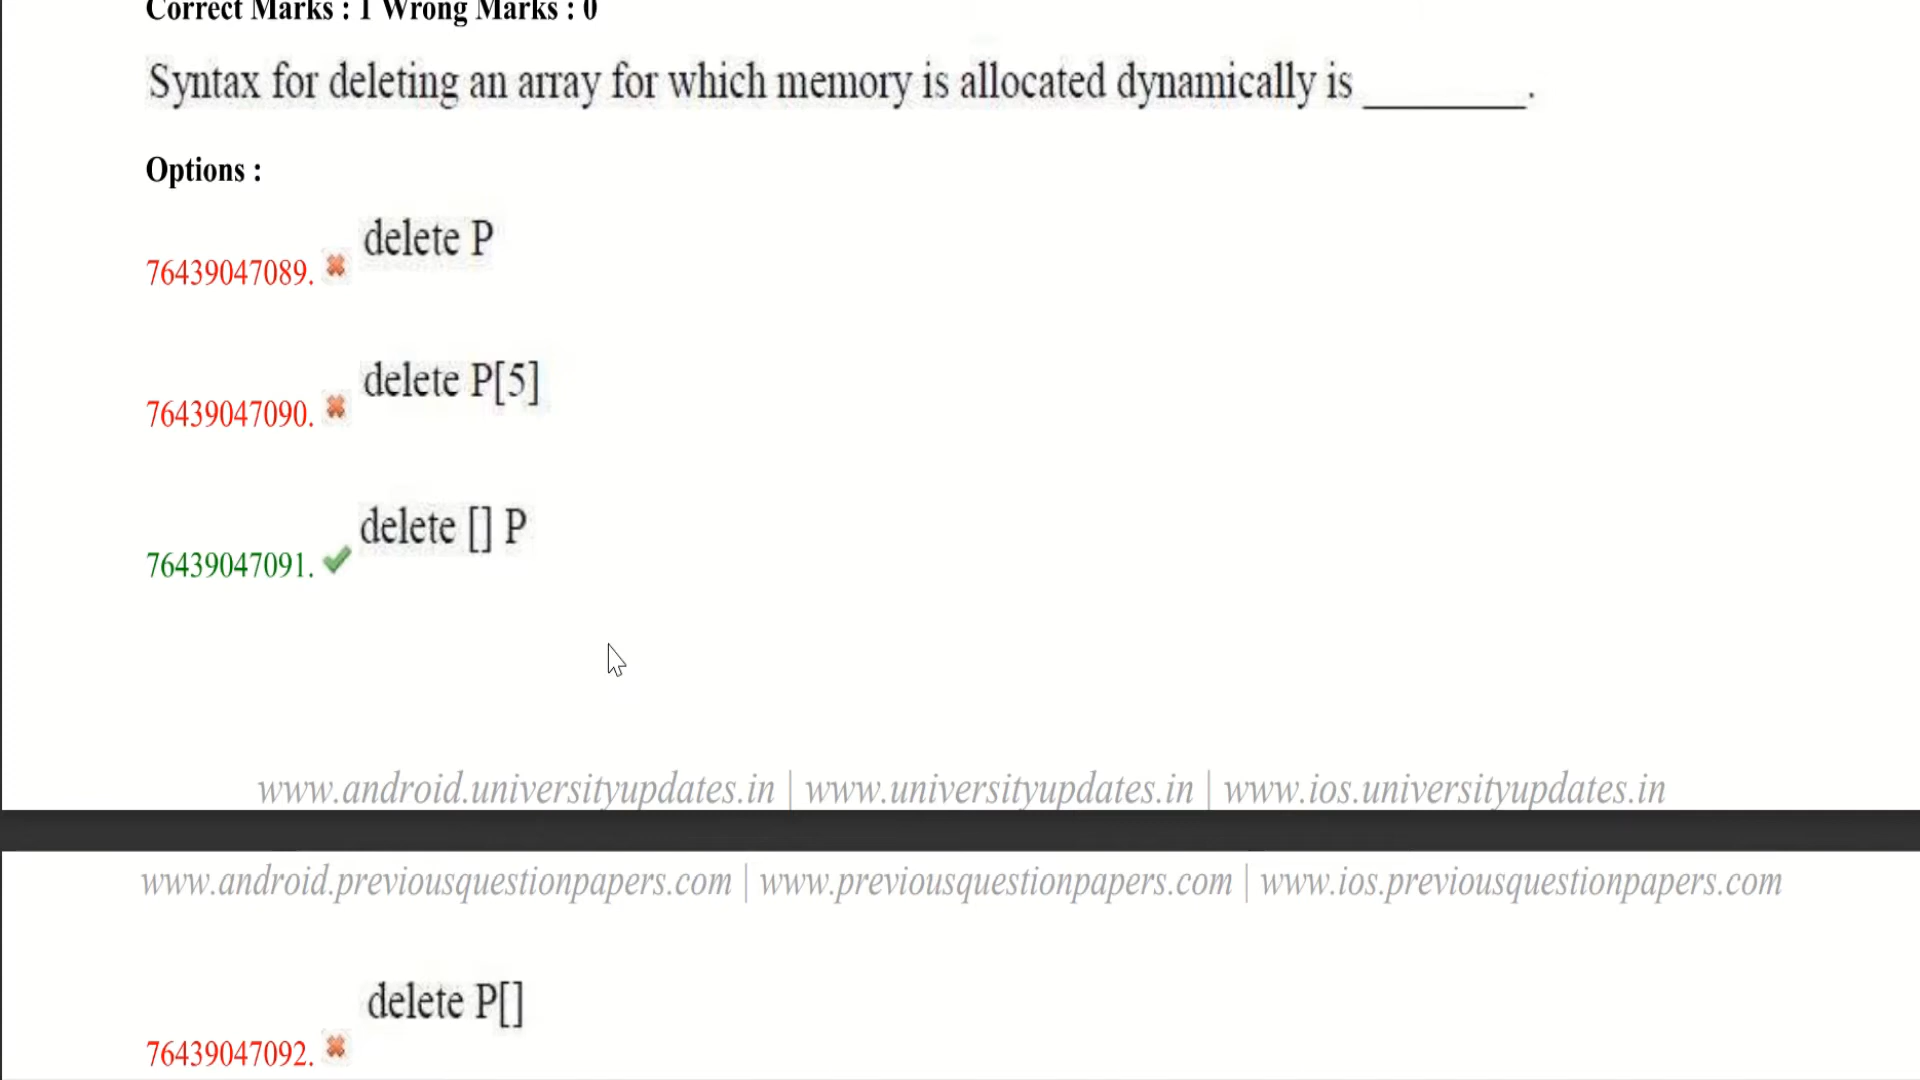 Correct Marks : 1 Wrong Marks : 0
Syntax for deleting an array for which memory is allocated dynamically is ________.
Options :
delete P
76439047089.
delete P[5]
76439047090.
delete [] P
76439047091.
www.android.universityupdates.in | www.universityupdates.in | www.ios.universityupdates.in
www.android.previousquestionpapers.com | www.previousquestionpapers.com | www.ios.previousquestionpapers.com
delete P[]
76439047092.